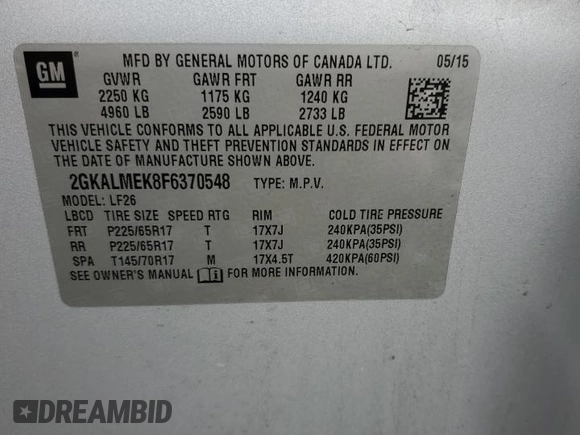 GM
MFD BY GENERAL MOTORS OF CANADA LTD. 05/15
GVWR GAWR FRT GAWR RR
2250 KG 1175 KG 1240 KG
4960 LB 2590 LB 2733 LB
THIS VEHICLE CONFORMS TO ALL APPLICABLE U.S. FEDERAL MOTOR
VEHICLE SAFETY AND THEFT PREVENTION STANDARDS IN EFFECT ON
THE DATE OF MANUFACTURE SHOWN ABOVE.
2GKALMEK8F6370548 TYPE: M.P.V.
MODEL: LF26
LBCD TIRE SIZE SPEED RTG RIM COLD TIRE PRESSURE
FRT P225/65R17 T 17X7J 240KPA(35PSI)
RR P225/65R17 T 17X7J 240KPA(35PSI)
SPA T145/70R17 M 17X4.5T 420KPA(60PSI)
SEE OWNER'S MANUAL FOR ADDITIONAL INFORMATION.
DREAMBID